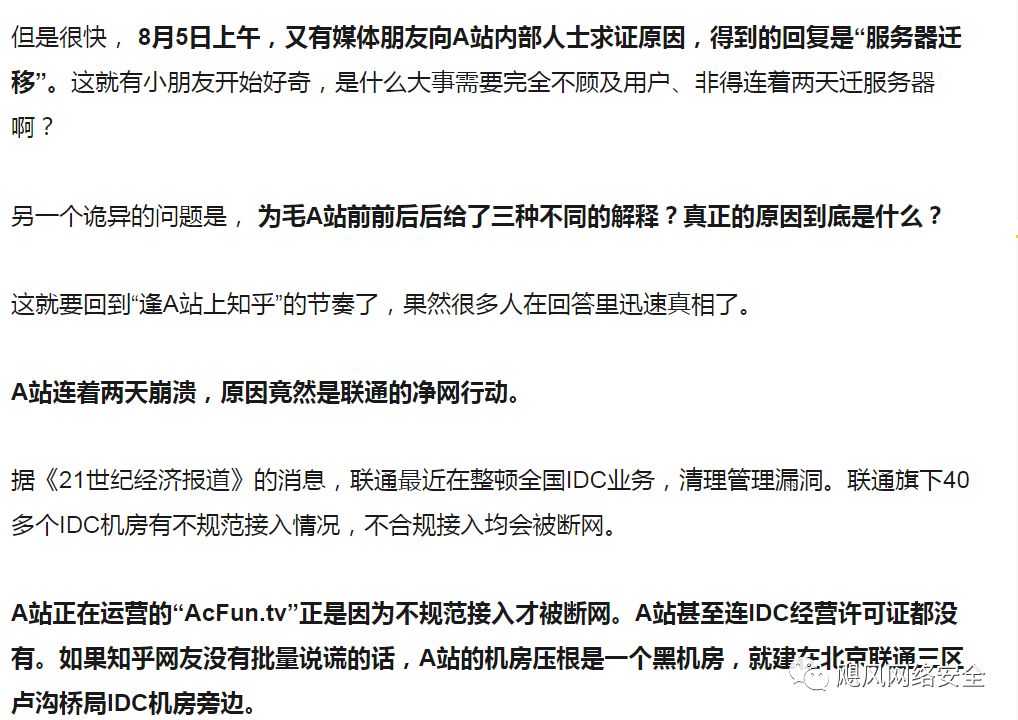 但是很快， 8月5日上午，又有媒体朋友向A站内部人士求证原因，得到的回复是“服务器迁
移”。这就有小朋友开始好奇，是什么大事需要完全不顾及用户、非得连着两天迁服务器
啊？
另一个诡异的问题是， 为毛A站前前后后给了三种不同的解释？真正的原因到底是什么？
这就要回到“逢A站上知乎”的节奏了，果然很多人在回答里迅速真相了。
A站连着两天崩溃，原因竟然是联通的净网行动。
据《21世纪经济报道》的消息，联通最近在整顿全国IDC业务，清理管理漏洞。联通旗下40
多个IDC机房有不规范接入情况，不合规接入均会被断网。
A站正在运营的“AcFun.tv”正是因为不规范接入才被断网。A站甚至连IDC经营许可证都没
有。如果知乎网友没有批量说谎的话，A站的机房压根是一个黑机房，就建在北京联通三区
卢沟桥局IDC机房旁边。
飓风网络安全